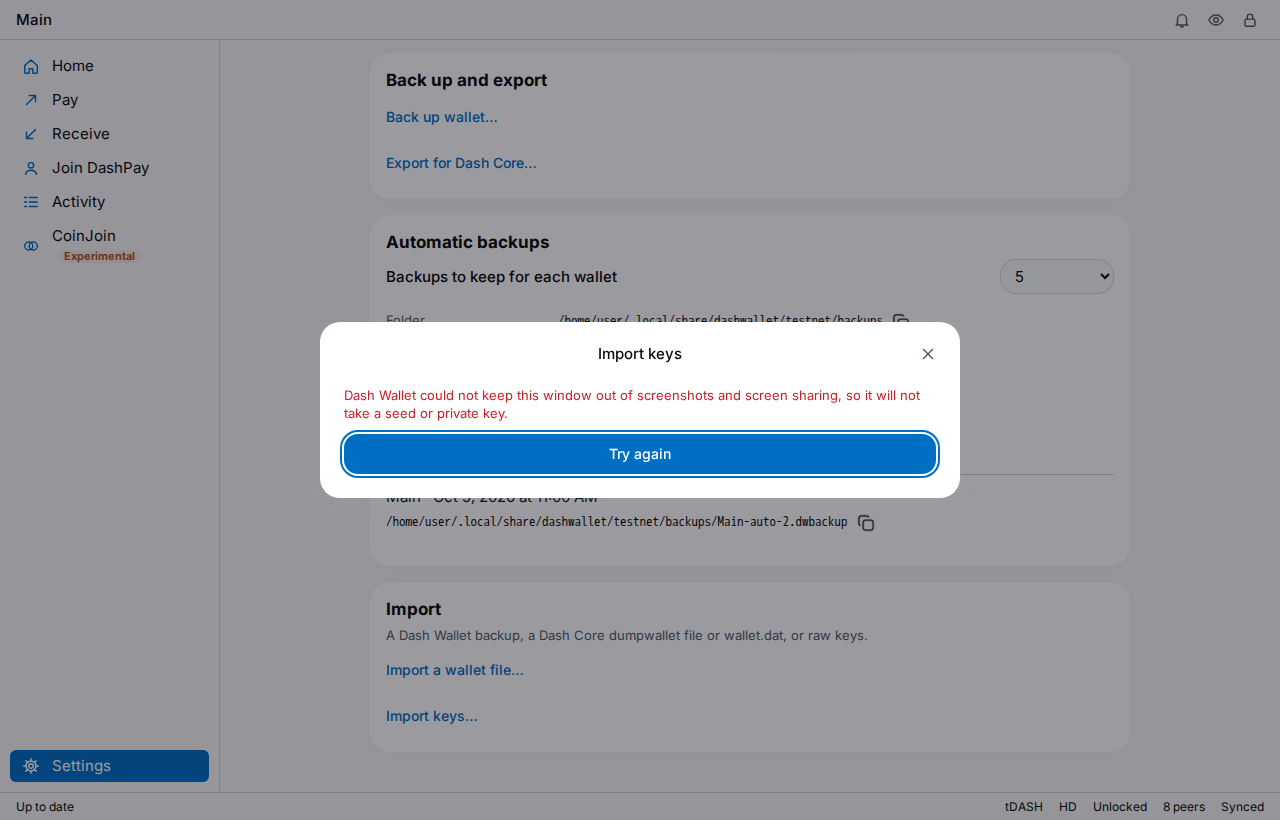 Main
Home
Pay
Receive
Join DashPay
Activity
CoinJoin
Experimental
Settings
Back up and export
Back up wallet...
Export for Dash Core...
Automatic backups
Backups to keep for each wallet
5
Folder
/home/user/.local/share/dashwallet/testnet/backups
Import keys
Dash Wallet could not keep this window out of screenshots and screen sharing, so it will not
take a seed or private key.
Try again
/home/user/.local/share/dashwallet/testnet/backups/Main-auto-2.dwbackup
Import
A Dash Wallet backup, a Dash Core dumpwallet file or wallet.dat, or raw keys.
Import a wallet file...
Import keys...
Up to date
tDASH
HD
Unlocked
8 peers
Synced